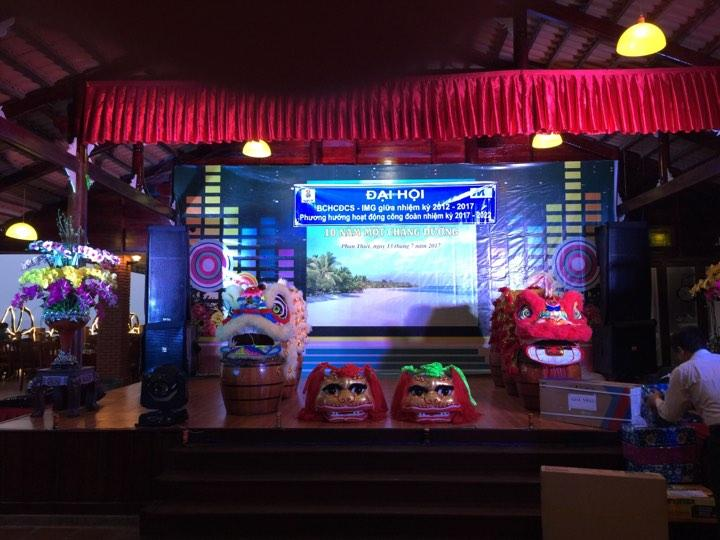 ĐẠI HỘI
BCHCĐCS - IMG giữa nhiệm kỳ 2012 - 2017
Phương hướng hoạt động công đoàn nhiệm kỳ 2017 - 2022
10 NĂM MỘT CHẶNG ĐƯỜNG
Phan Thiết, ngày 15 tháng 7 năm 2017